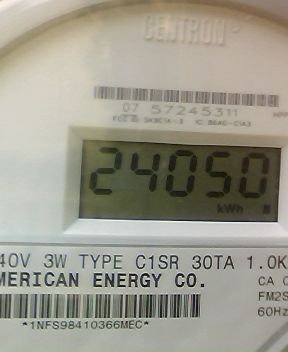 CENTRON
07 57245311
24050
kWh
40V 3W TYPE C1SR 30TA 1.0K
MERICAN ENERGY CO.
CA
FM2S
60Hz
*1NFS98410366MEC*